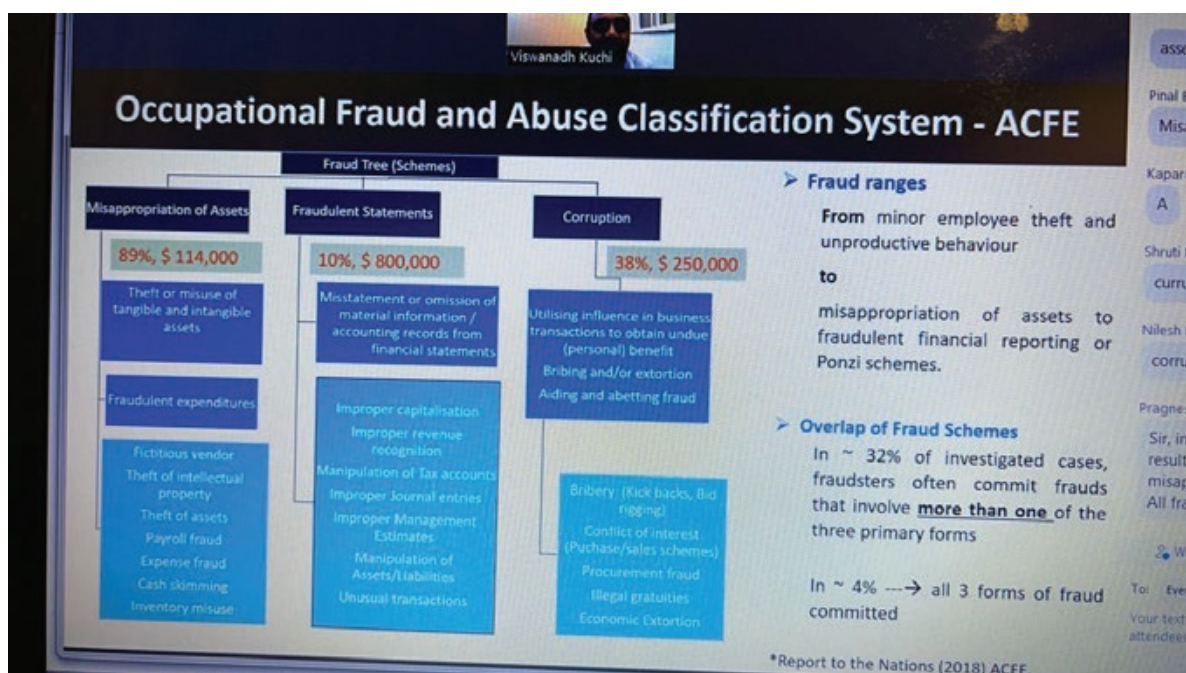 Viswanadh Kuchi
Occupational Fraud and Abuse Classification System - ACFE
Fraud Tree (Schemes)
Misappropriation of Assets
89%, $ 114,000
Theft or misuse of
tangible and intangible
assets
Fraudulent expenditures
Fictitious vendor
Theft of intellectual
property
Theft of assets
Payroll fraud
Expense fraud
Cash skimming
Inventory misuse
Fraudulent Statements
10%, $ 800,000
Misstatement or omission of
material information /
accounting records from
financial statements
Improper capitalisation
Improper revenue
recognition
Manipulation of Tax accounts
Improper Journal entries
Improper Management
Estimates
Manipulation of
Assets/Liabilities
Unusual transactions
Corruption
38%, $ 250,000
Utilising influence in business
transactions to obtain undue
(personal) benefit
Bribing and/or extortion
Aiding and abetting fraud
Bribery (Kick backs, Bid
rigging)
Conflict of interest
(Puchase/sales schemes)
Procurement fraud
Illegal gratuities
Economic Extortion
➢ Fraud ranges
From minor employee theft and
unproductive behaviour
to
misappropriation of assets to
fraudulent financial reporting or
Ponzi schemes.
➢ Overlap of Fraud Schemes
In ~ 32% of investigated cases,
fraudsters often commit frauds
that involve more than one of the
three primary forms
In ~ 4% ---→ all 3 forms of fraud
committed
*Report to the Nations (2018) ACFE
Pinal
A
Shruti
Nilesh
Sir, in
result
All
To:
Your text